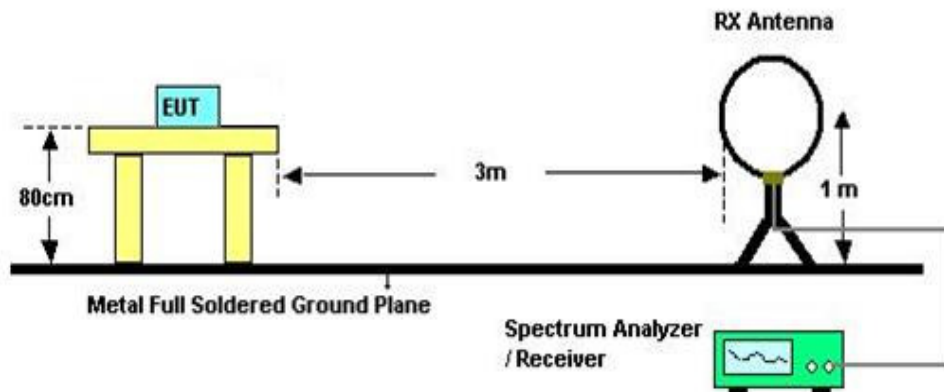 RX Antenna
EUT
80cm
3m
1 m
Metal Full Soldered Ground Plane
Spectrum Analyzer
/ Receiver